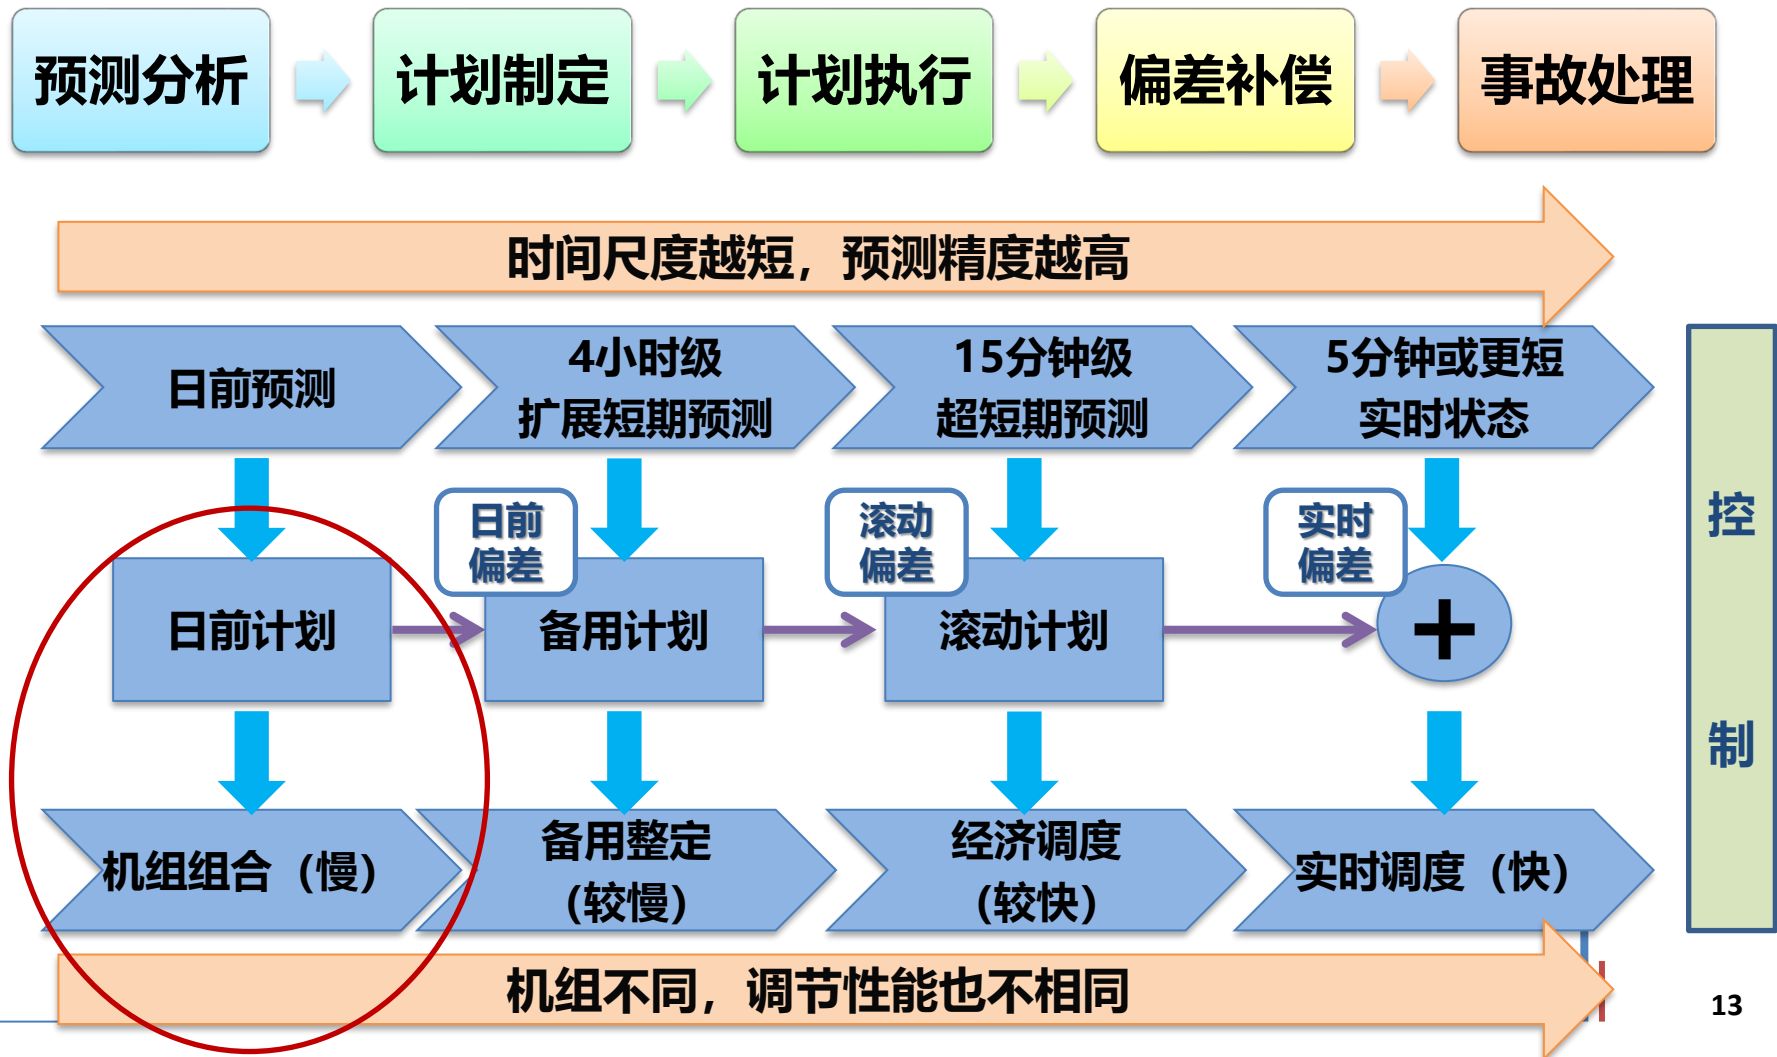 预测分析
计划制定
计划执行
偏差补偿
事故处理
时间尺度越短，预测精度越高
日前预测
4小时级
扩展短期预测
15分钟级
超短期预测
5分钟或更短
实时状态
控
制
日前
偏差
滚动
偏差
实时
偏差
日前计划
备用计划
滚动计划
+
机组组合（慢）
备用整定
（较慢）
经济调度
（较快）
实时调度（快）
机组不同，调节性能也不相同
13